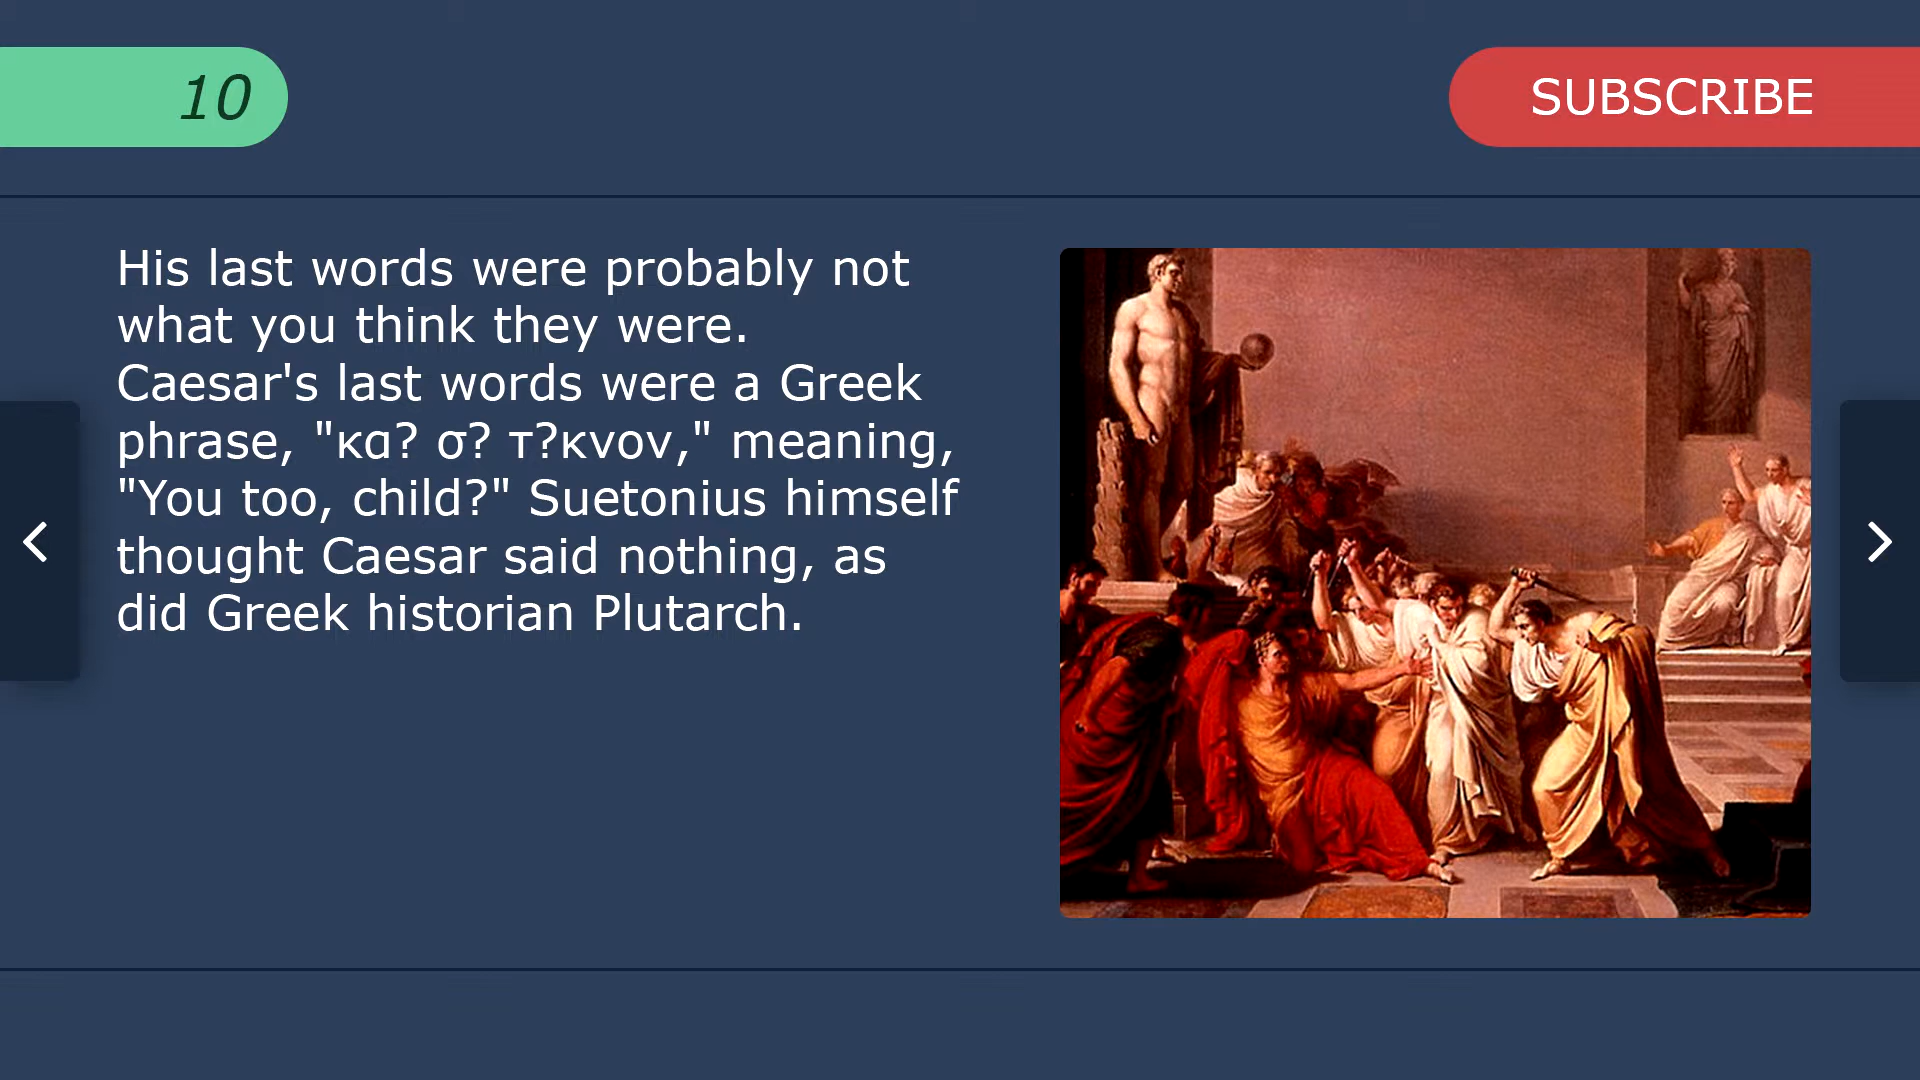 10
SUBSCRIBE
His last words were probably not
what you think they were.
Caesar's last words were a Greek
phrase, "κα? σ? τ?κνον," meaning,
"You too, child?" Suetonius himself
thought Caesar said nothing, as
did Greek historian Plutarch.